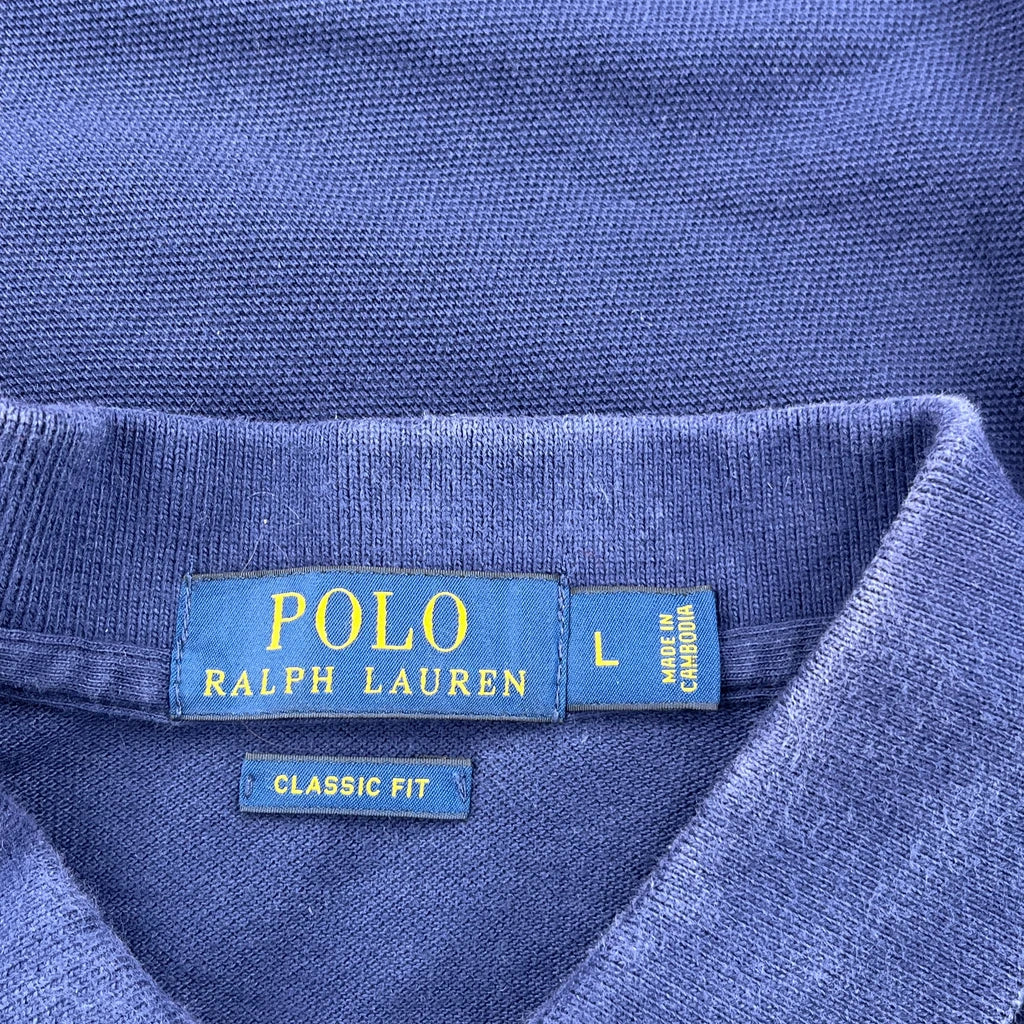 POLO
RALPH LAUREN
L
MADE IN
CAMBODIA
CLASSIC FIT